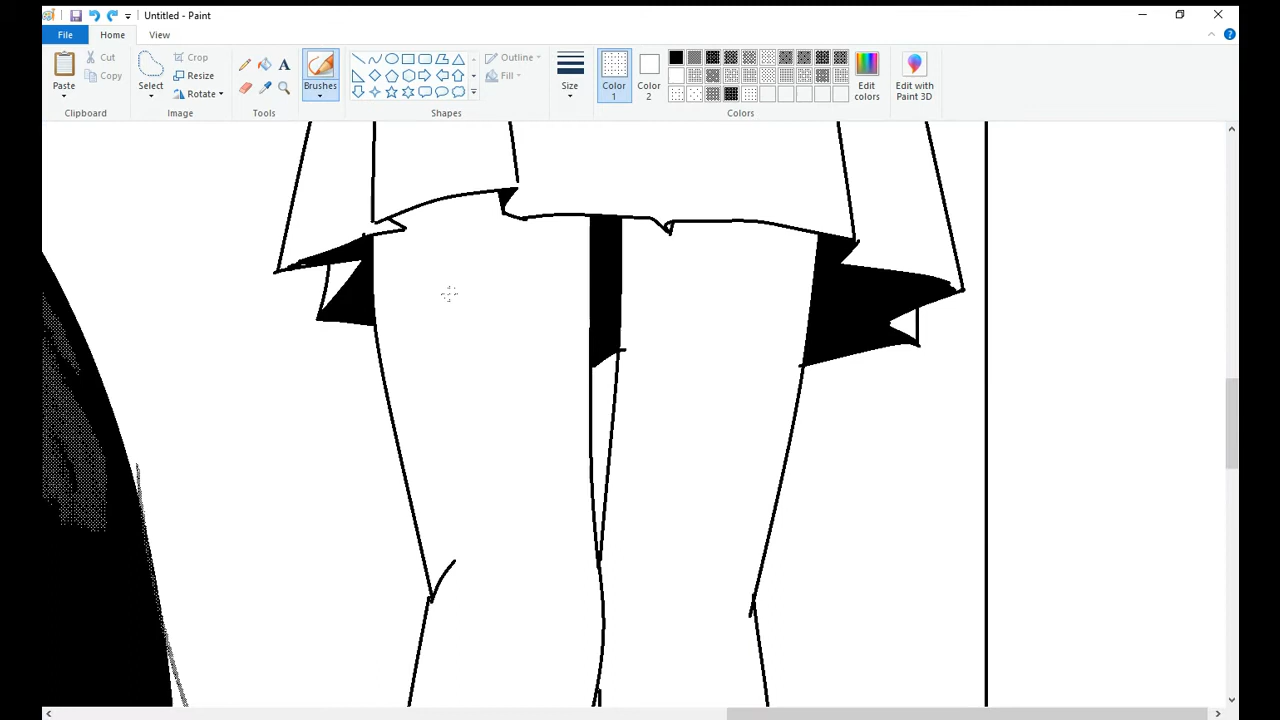 Untitled - Paint
File
Home
View
Paste
Clipboard
Cut
Copy
Select
Crop
Resize
Rotate
Image
A
Tools
Brushes
Shapes
Outline
Fill
Size
Color 1
Color 2
Colors
Edit colors
Edit with Paint 3D